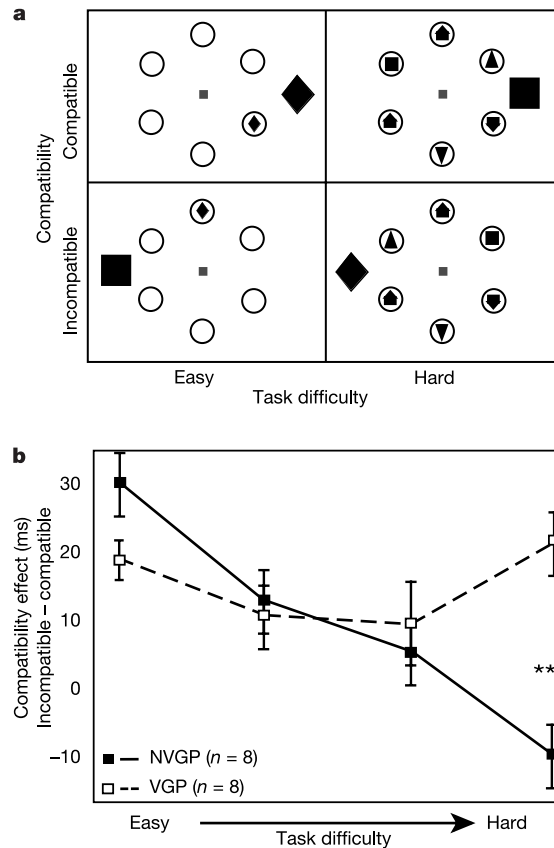 a
Compatibility
Compatible
Incompatible
Easy
Hard
Task difficulty
b
Compatibility effect (ms)
Incompatible – compatible
30
20
10
0
–10
**
NVGP (n = 8)
VGP (n = 8)
Easy
Hard
Task difficulty